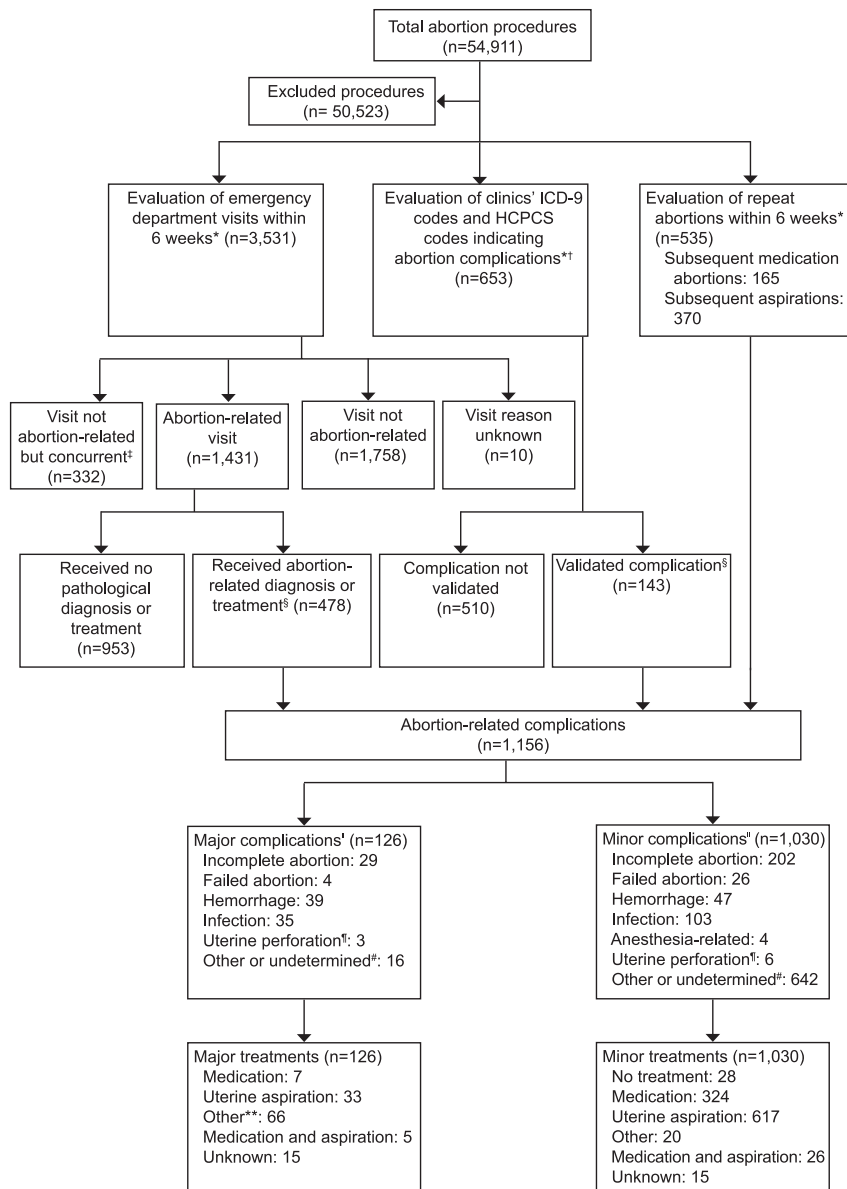 Total abortion procedures
(n=54,911)
Excluded procedures
(n= 50,523)
Evaluation of emergency
department visits within
6 weeks* (n=3,531)
Evaluation of clinics' ICD-9
codes and HCPCS
codes indicating
abortion complications*†
(n=653)
Evaluation of repeat
abortions within 6 weeks*
(n=535)
Subsequent medication
abortions: 165
Subsequent aspirations:
370
Visit not
abortion-related
but concurrent‡
(n=332)
Abortion-related
visit
(n=1,431)
Visit not
abortion-related
(n=1,758)
Visit reason
unknown
(n=10)
Received no
pathological
diagnosis or
treatment
(n=953)
Received abortion-
related diagnosis or
treatment§ (n=478)
Complication not
validated
(n=510)
Validated complication§
(n=143)
Abortion-related complications
(n=1,156)
Major complicationsǀ (n=126)
Incomplete abortion: 29
Failed abortion: 4
Hemorrhage: 39
Infection: 35
Uterine perforation¶: 3
Other or undetermined#: 16
Minor complicationsǁ (n=1,030)
Incomplete abortion: 202
Failed abortion: 26
Hemorrhage: 47
Infection: 103
Anesthesia-related: 4
Uterine perforation¶: 6
Other or undetermined#: 642
Major treatments (n=126)
Medication: 7
Uterine aspiration: 33
Other**: 66
Medication and aspiration: 5
Unknown: 15
Minor treatments (n=1,030)
No treatment: 28
Medication: 324
Uterine aspiration: 617
Other: 20
Medication and aspiration: 26
Unknown: 15